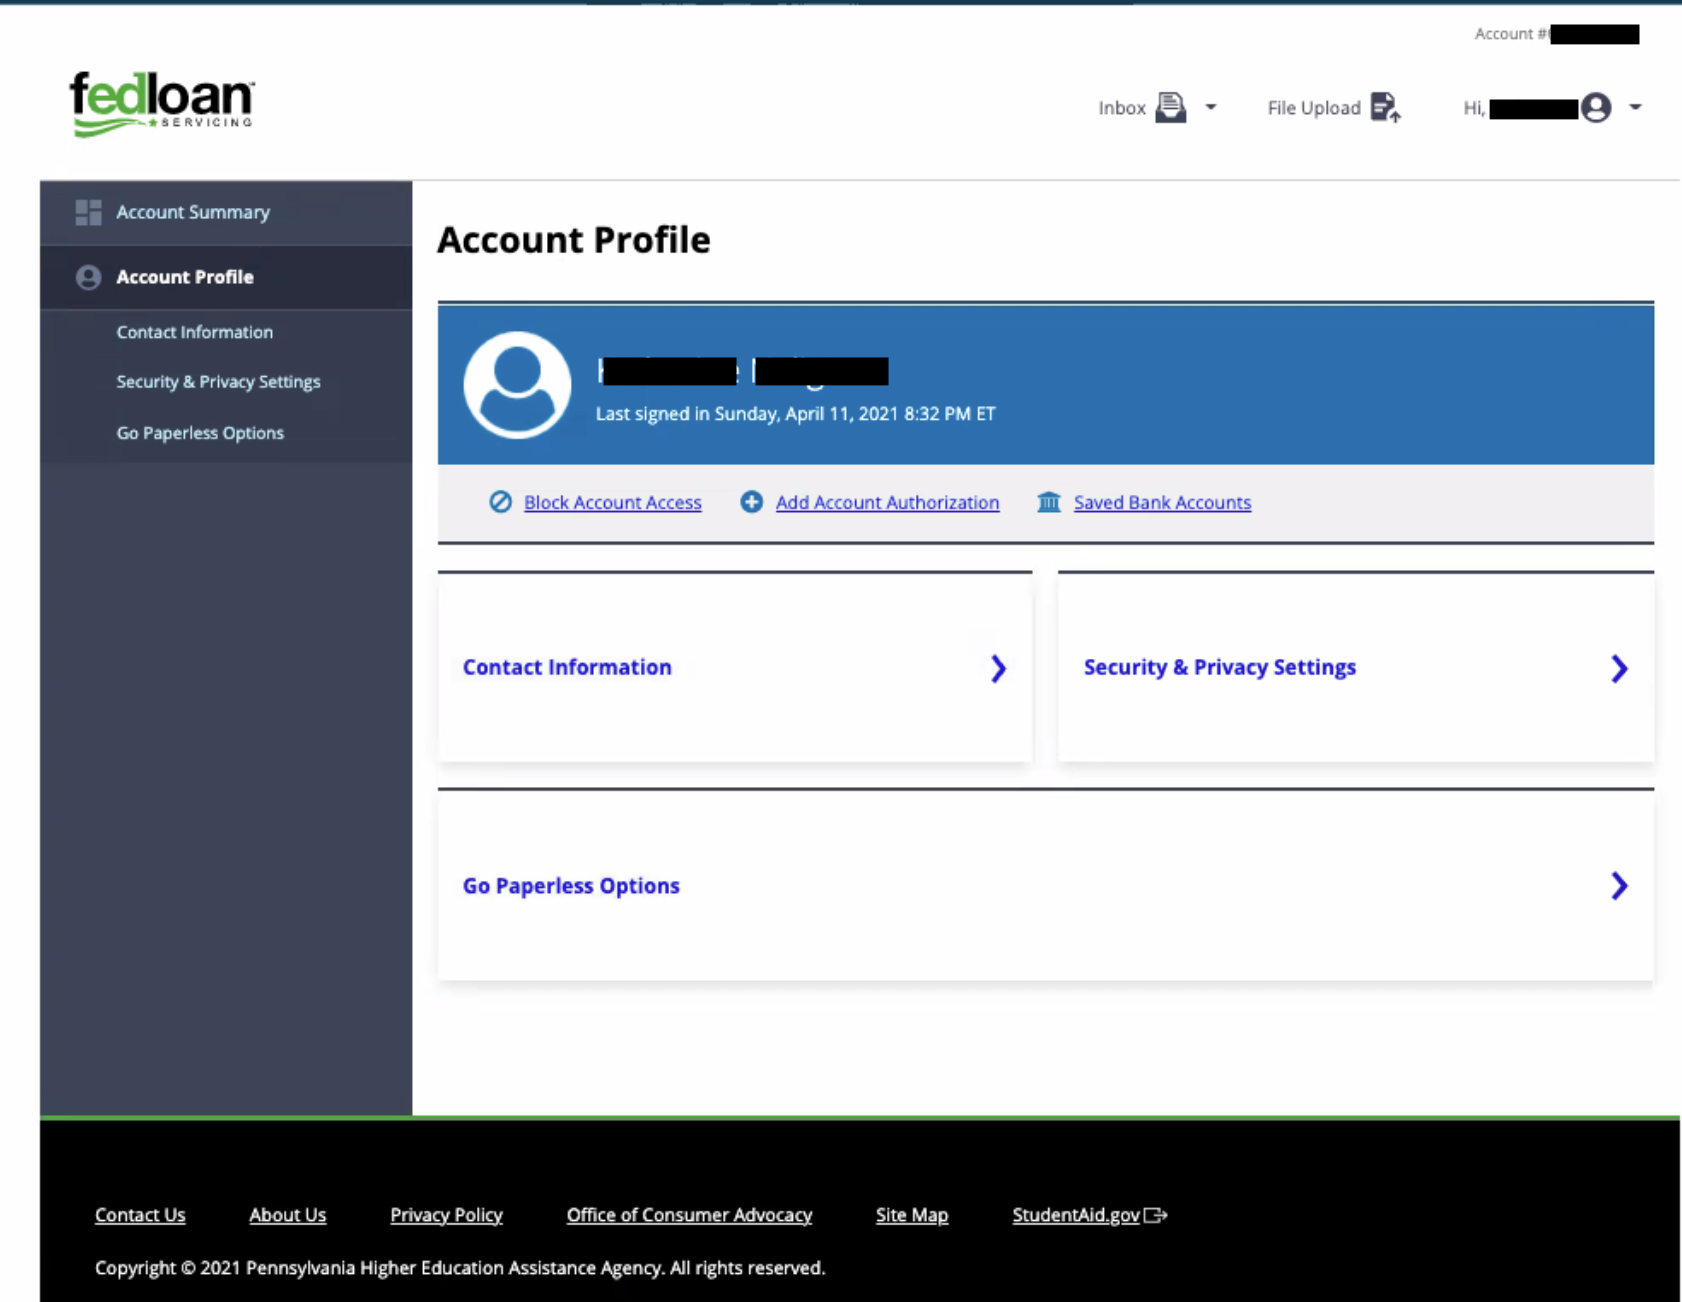 Account #
fedloan
SERVICING
Inbox
File Upload
Hi,
Account Summary
Account Profile
Contact Information
Security & Privacy Settings
Go Paperless Options
Account Profile
Last signed in Sunday, April 11, 2021 8:32 PM ET
Block Account Access
Add Account Authorization
Saved Bank Accounts
Contact Information
Security & Privacy Settings
Go Paperless Options
Contact Us
About Us
Privacy Policy
Office of Consumer Advocacy
Site Map
StudentAid.gov
Copyright © 2021 Pennsylvania Higher Education Assistance Agency. All rights reserved.